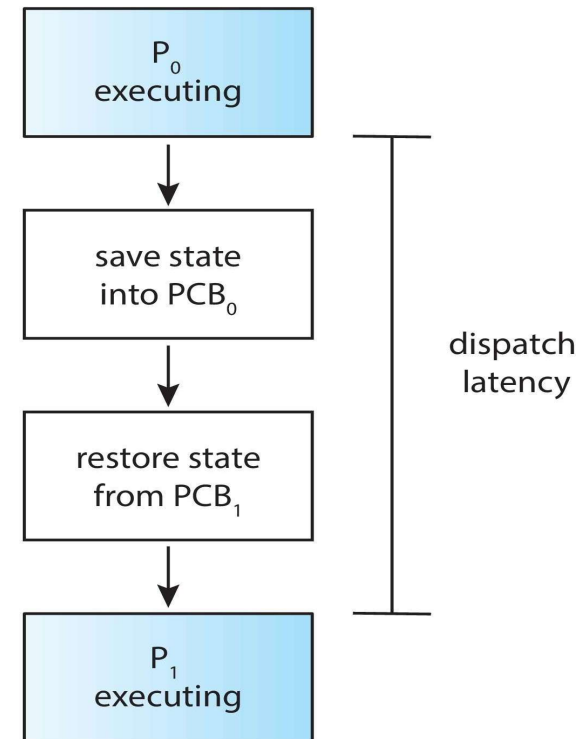 P₀
executing
save state
into PCB₀
dispatch
latency
restore state
from PCB₁
P₁
executing